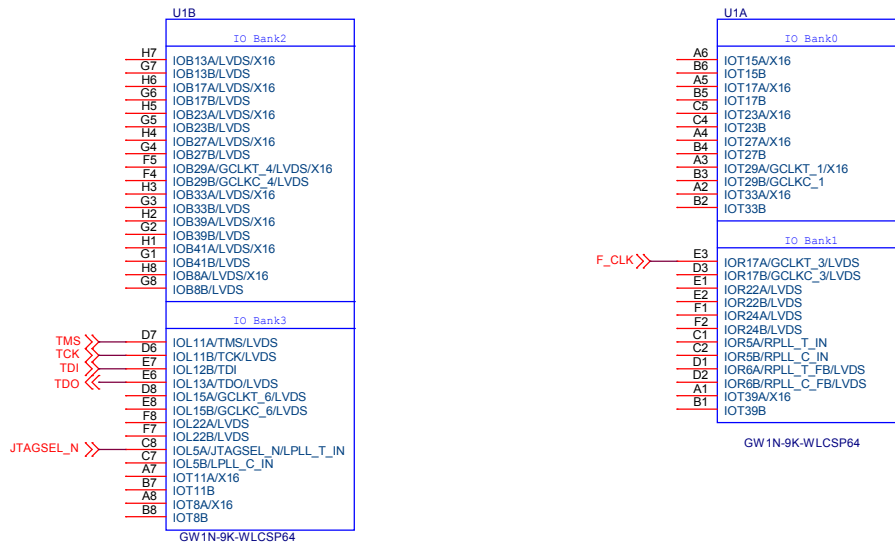 U1B
IO Bank2
H7 IOB13A/LVDS/X16
G7 IOB13B/LVDS
H6 IOB17A/LVDS/X16
G6 IOB17B/LVDS
H5 IOB23A/LVDS/X16
G5 IOB23B/LVDS
H4 IOB27A/LVDS/X16
G4 IOB27B/LVDS
F5 IOB29A/GCLKT_4/LVDS/X16
F4 IOB29B/GCLKC_4/LVDS
H3 IOB33A/LVDS/X16
G3 IOB33B/LVDS
H2 IOB39A/LVDS/X16
G2 IOB39B/LVDS
H1 IOB41A/LVDS/X16
G1 IOB41B/LVDS
H8 IOB8A/LVDS/X16
G8 IOB8B/LVDS
IO Bank3
TMS D7 IOL11A/TMS/LVDS
TCK D6 IOL11B/TCK/LVDS
TDI E7 IOL12B/TDI
TDO E6 IOL13A/TDO/LVDS
D8 IOL15A/GCLKT_6/LVDS
E8 IOL15B/GCLKC_6/LVDS
F8 IOL22A/LVDS
F7 IOL22B/LVDS
JTAGSEL_N C8 IOL5A/JTAGSEL_N/LPLL_T_IN
C7 IOL5B/LPLL_C_IN
A7 IOT11A/X16
B7 IOT11B
A8 IOT8A/X16
B8 IOT8B
GW1N-9K-WLCSP64
U1A
IO Bank0
A6 IOT15A/X16
B6 IOT15B
A5 IOT17A/X16
B5 IOT17B
C5 IOT23A/X16
C4 IOT23B
A4 IOT27A/X16
B4 IOT27B
A3 IOT29A/GCLKT_1/X16
B3 IOT29B/GCLKC_1
A2 IOT33A/X16
B2 IOT33B
IO Bank1
F_CLK E3 IOR17A/GCLKT_3/LVDS
D3 IOR17B/GCLKC_3/LVDS
E1 IOR22A/LVDS
E2 IOR22B/LVDS
F1 IOR24A/LVDS
F2 IOR24B/LVDS
C1 IOR5A/RPLL_T_IN
C2 IOR5B/RPLL_C_IN
D1 IOR6A/RPLL_T_FB/LVDS
D2 IOR6B/RPLL_C_FB/LVDS
A1 IOT39A/X16
B1 IOT39B
GW1N-9K-WLCSP64